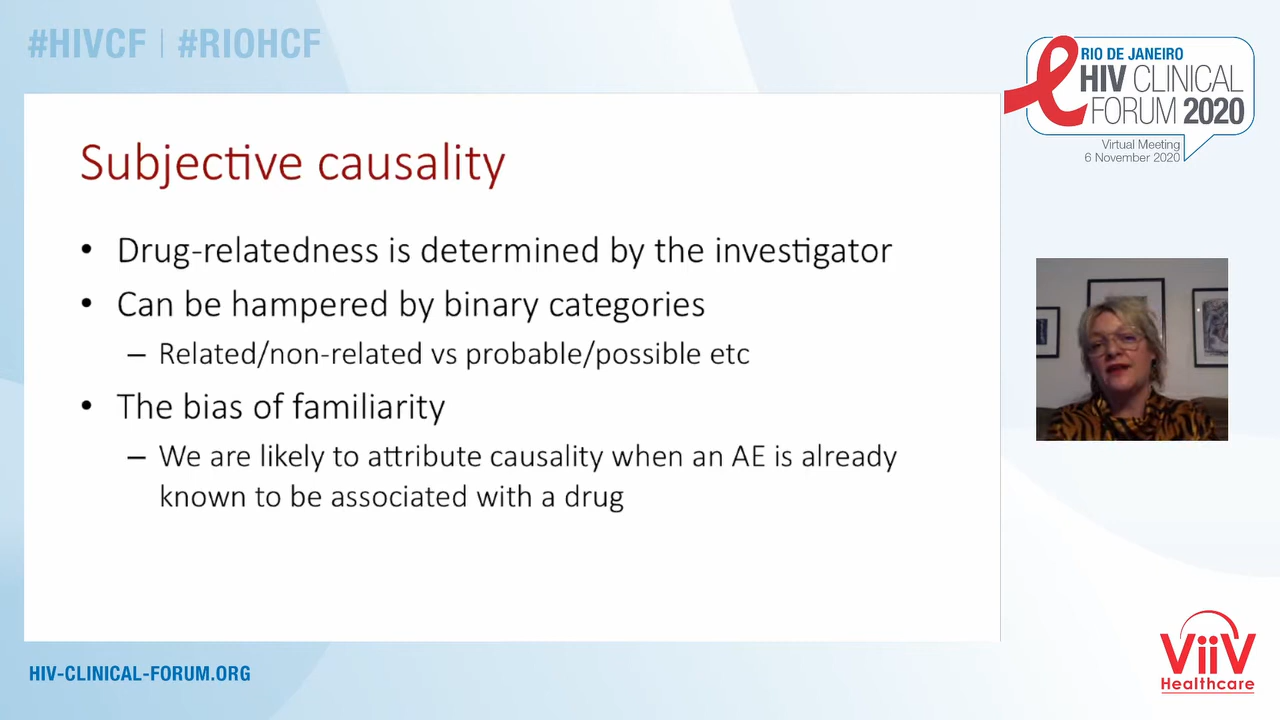 #HIVCF | #RIOHCF
RIO DE JANEIRO
HIV CLINICAL
FORUM 2020
Virtual Meeting
6 November 2020
Subjective causality
• Drug-relatedness is determined by the investigator
• Can be hampered by binary categories
– Related/non-related vs probable/possible etc
• The bias of familiarity
– We are likely to attribute causality when an AE is already
known to be associated with a drug
HIV-CLINICAL-FORUM.ORG
ViiV
Healthcare